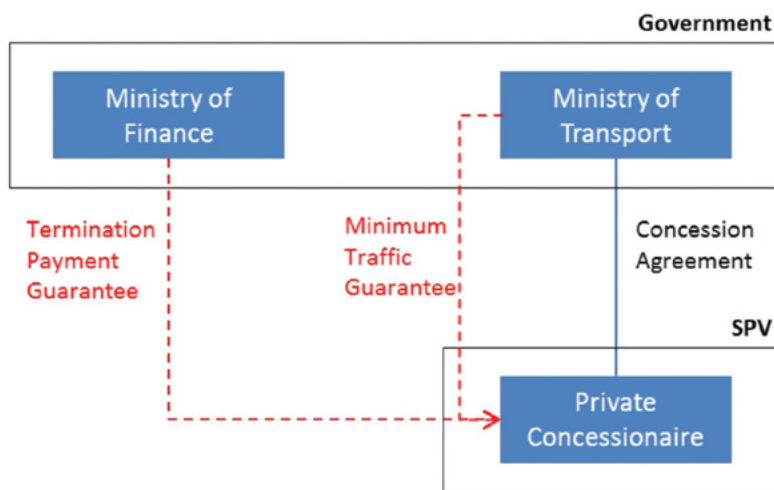 Government
Ministry of
Finance
Ministry of
Transport
Termination
Payment
Guarantee
Minimum
Traffic
Guarantee
Concession
Agreement
SPV
Private
Concessionaire